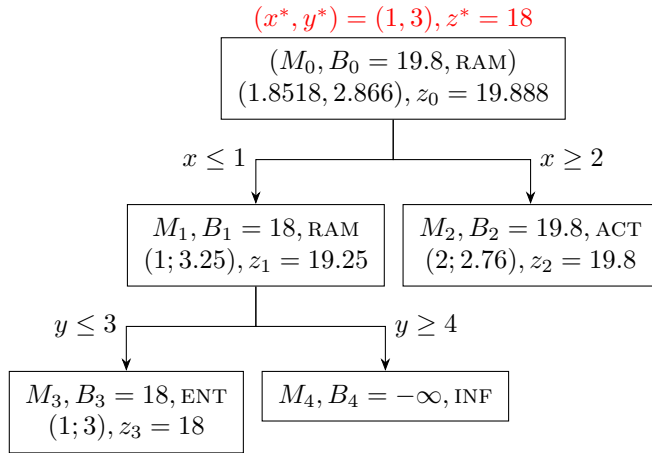 (x*, y*) = (1, 3), z* = 18
(M₀, B₀ = 19.8, RAM)
(1.8518, 2.866), z₀ = 19.888
x ≤ 1
x ≥ 2
M₁, B₁ = 18, RAM
(1; 3.25), z₁ = 19.25
M₂, B₂ = 19.8, ACT
(2; 2.76), z₂ = 19.8
y ≤ 3
y ≥ 4
M₃, B₃ = 18, ENT
(1; 3), z₃ = 18
M₄, B₄ = −∞, INF